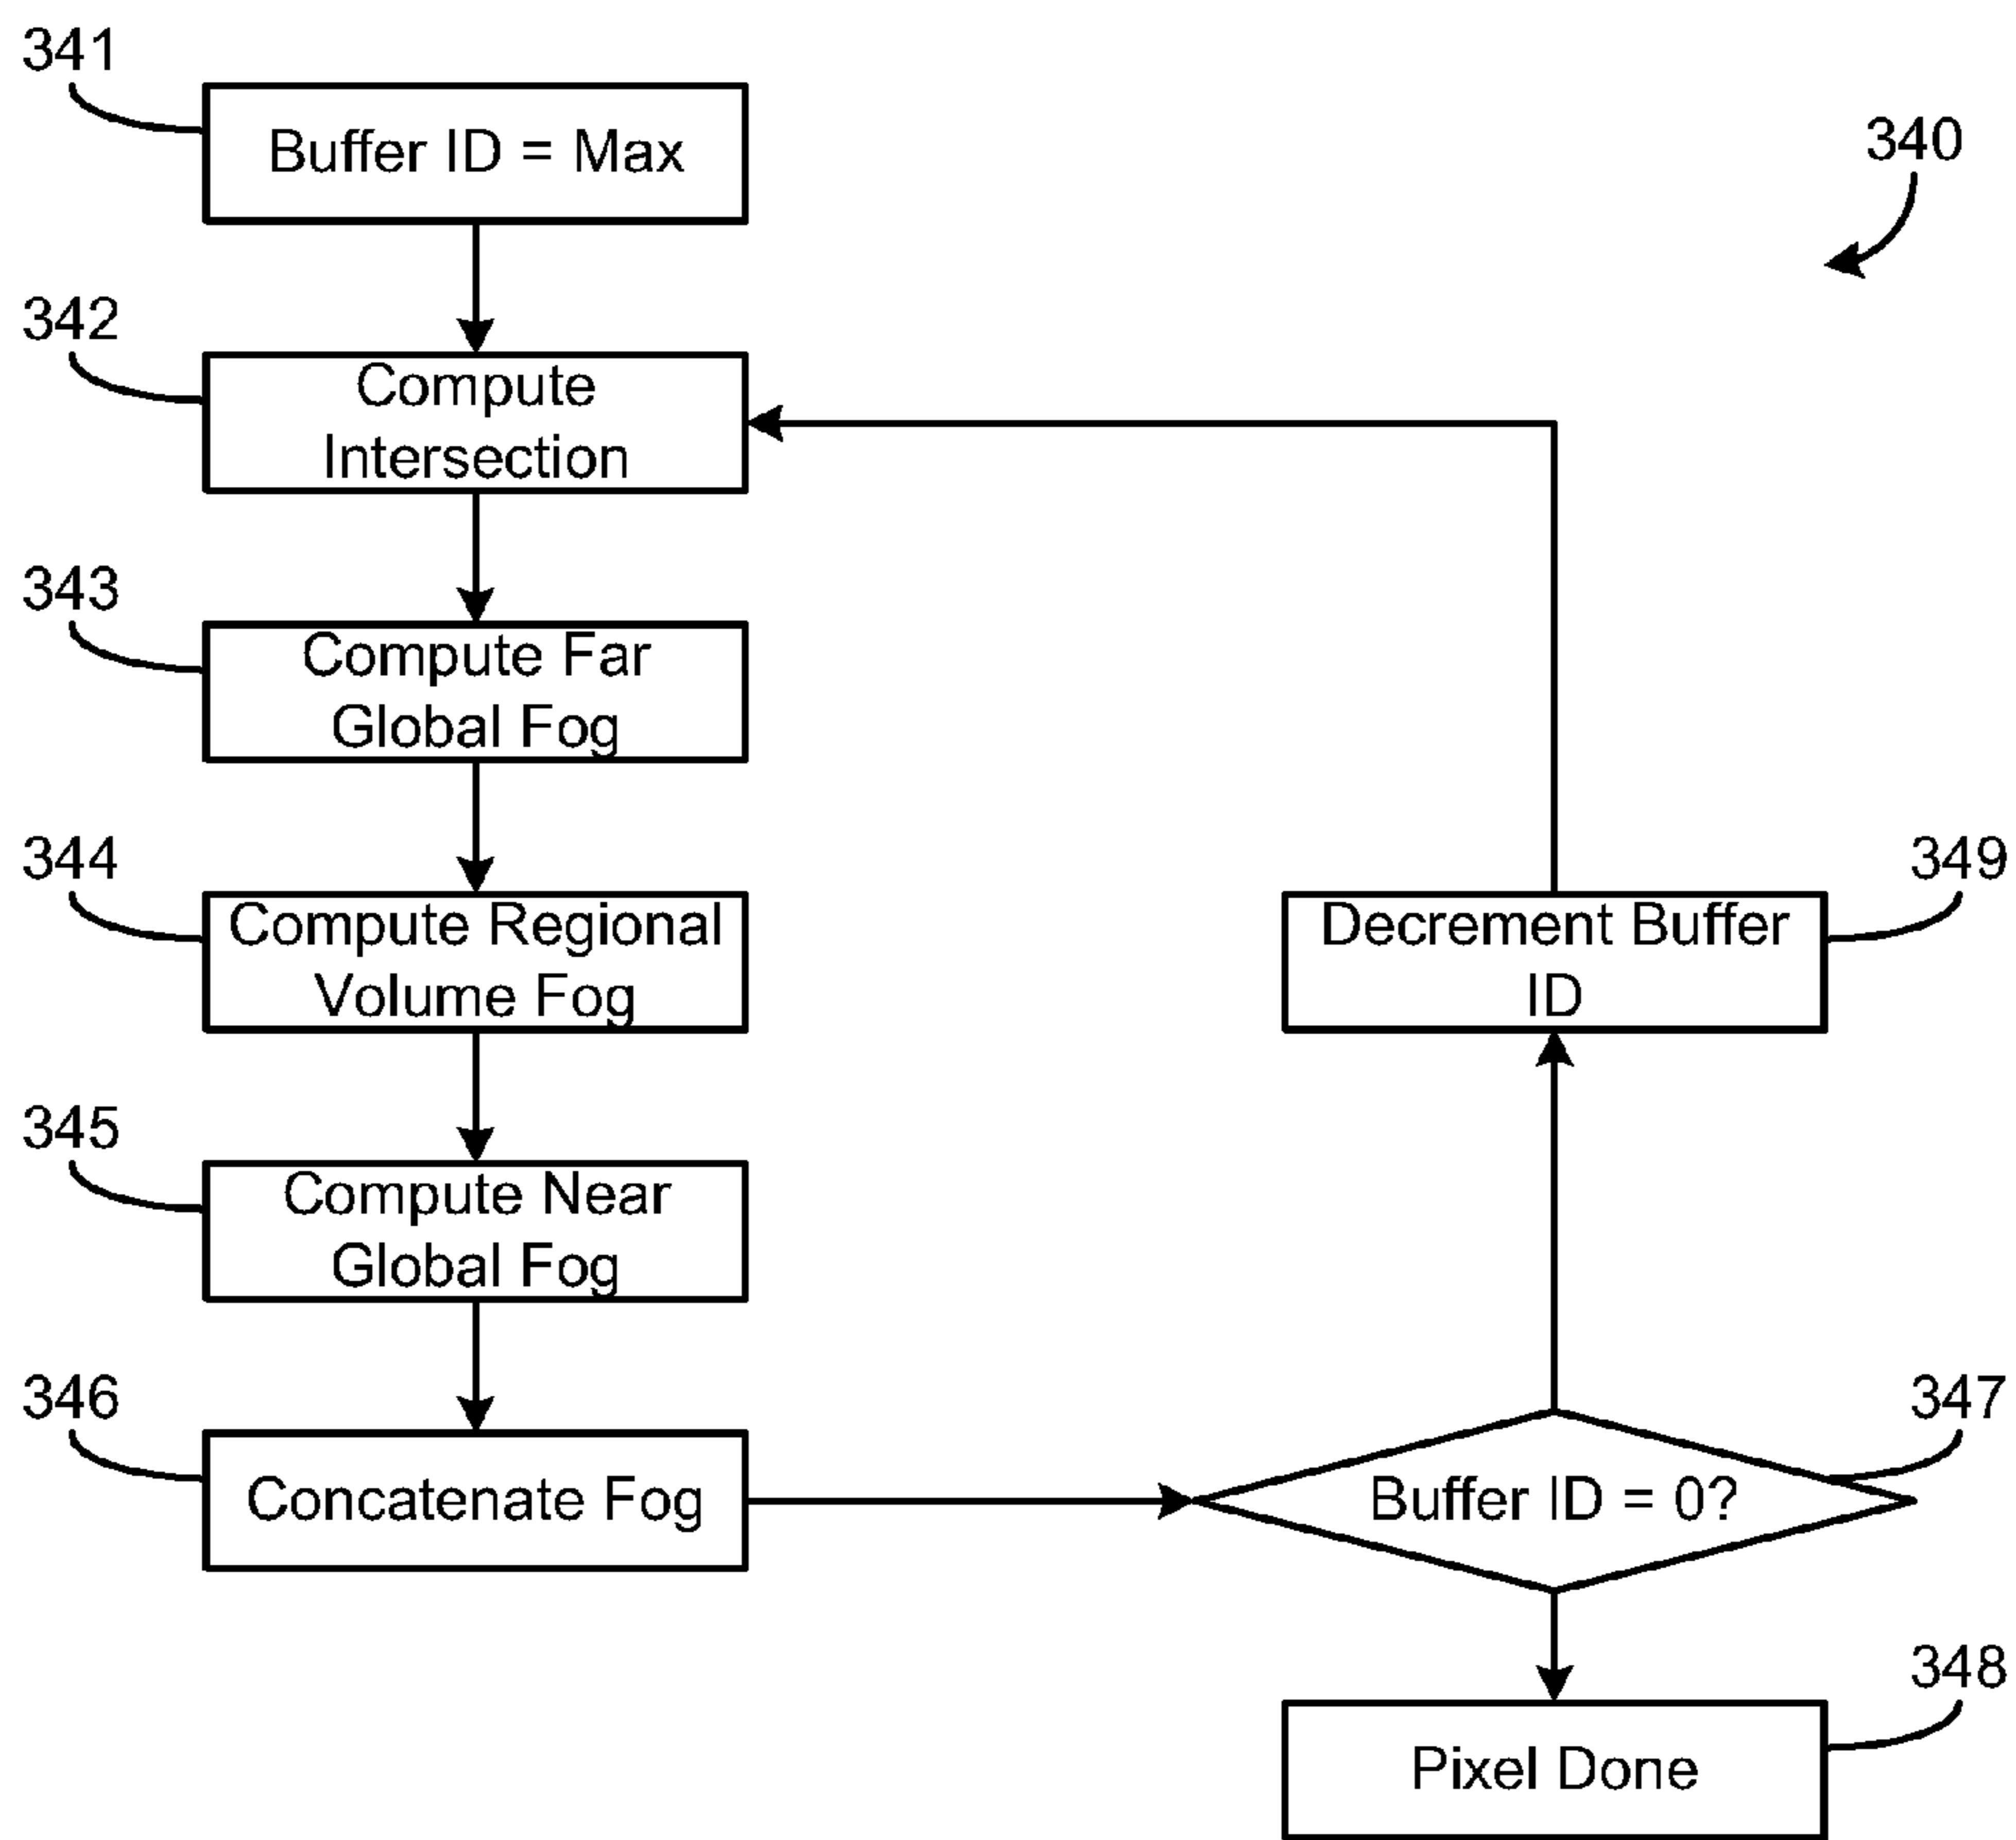 341
Buffer ID = Max
340
342
Compute
Intersection
343
Compute Far
Global Fog
344
Compute Regional
Volume Fog
349
Decrement Buffer
ID
345
Compute Near
Global Fog
346
Concatenate Fog
347
Buffer ID = 0?
348
Pixel Done